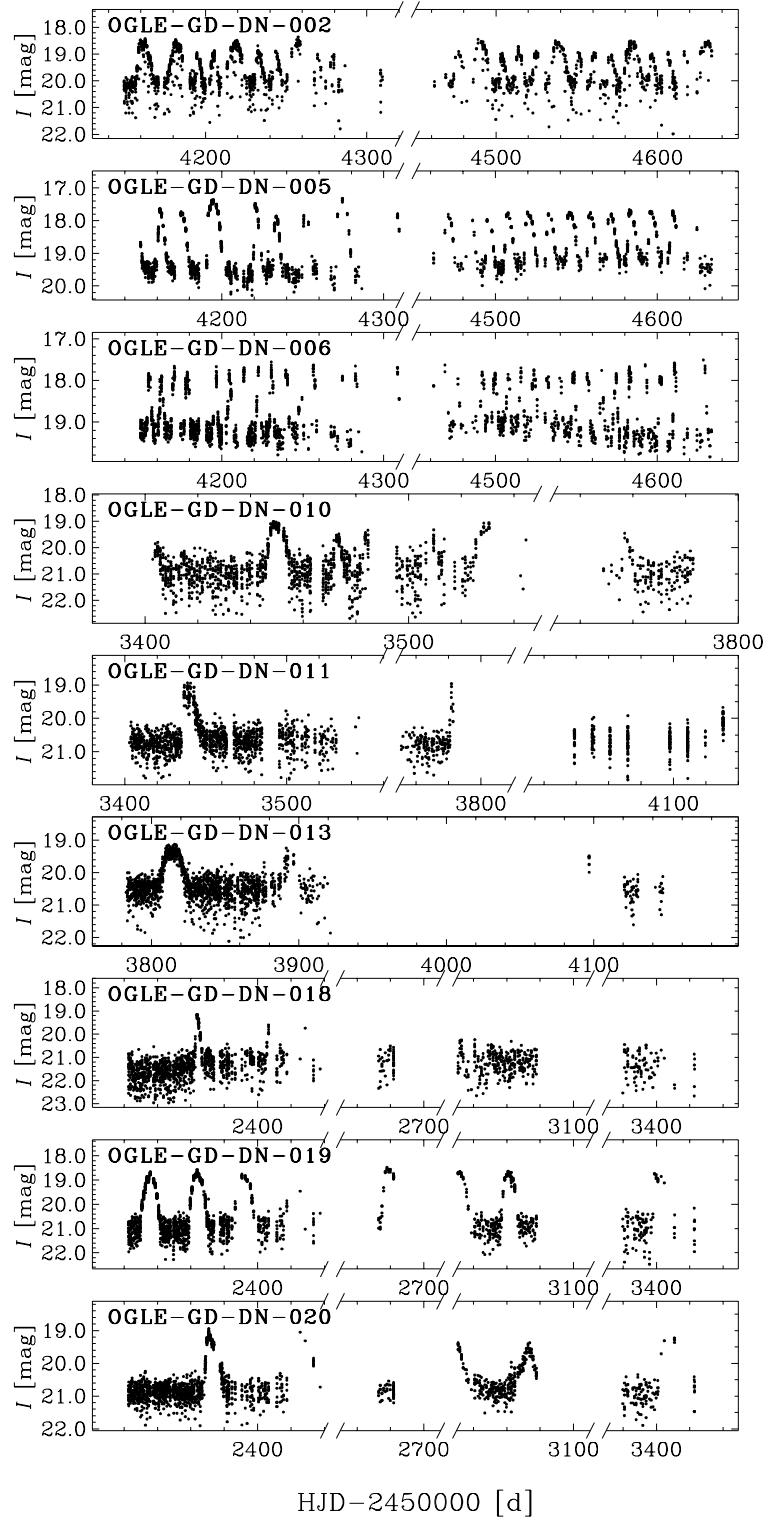 OGLE-GD-DN-002
I [mag]
18.0
19.0
20.0
21.0
22.0
4200 4300 4500 4600
OGLE-GD-DN-005
I [mag]
17.0
18.0
19.0
20.0
4200 4300 4500 4600
OGLE-GD-DN-006
I [mag]
17.0
18.0
19.0
4200 4300 4500 4600
OGLE-GD-DN-010
I [mag]
18.0
19.0
20.0
21.0
22.0
3400 3500 3800
OGLE-GD-DN-011
I [mag]
19.0
20.0
21.0
3400 3500 3800 4100
OGLE-GD-DN-013
I [mag]
19.0
20.0
21.0
22.0
3800 3900 4000 4100
OGLE-GD-DN-018
I [mag]
18.0
19.0
20.0
21.0
22.0
23.0
2400 2700 3100 3400
OGLE-GD-DN-019
I [mag]
18.0
19.0
20.0
21.0
22.0
2400 2700 3100 3400
OGLE-GD-DN-020
I [mag]
19.0
20.0
21.0
22.0
2400 2700 3100 3400
HJD-2450000 [d]